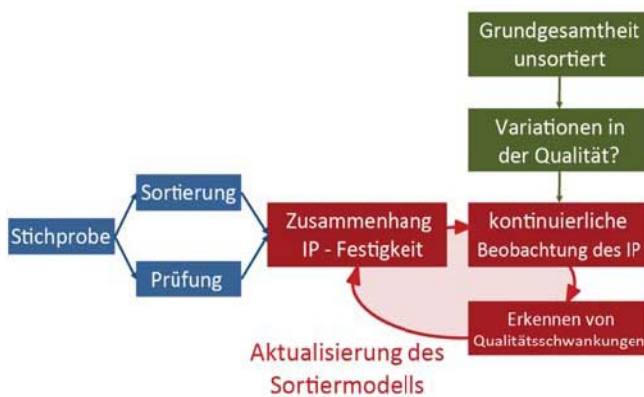 Grundgesamtheit
unsortiert
Variationen in
der Qualität?
Sortierung
Stichprobe
Prüfung
Zusammenhang
IP - Festigkeit
kontinuierliche
Beobachtung des IP
Erkennen von
Qualitätsschwankungen
Aktualisierung des
Sortiermodells